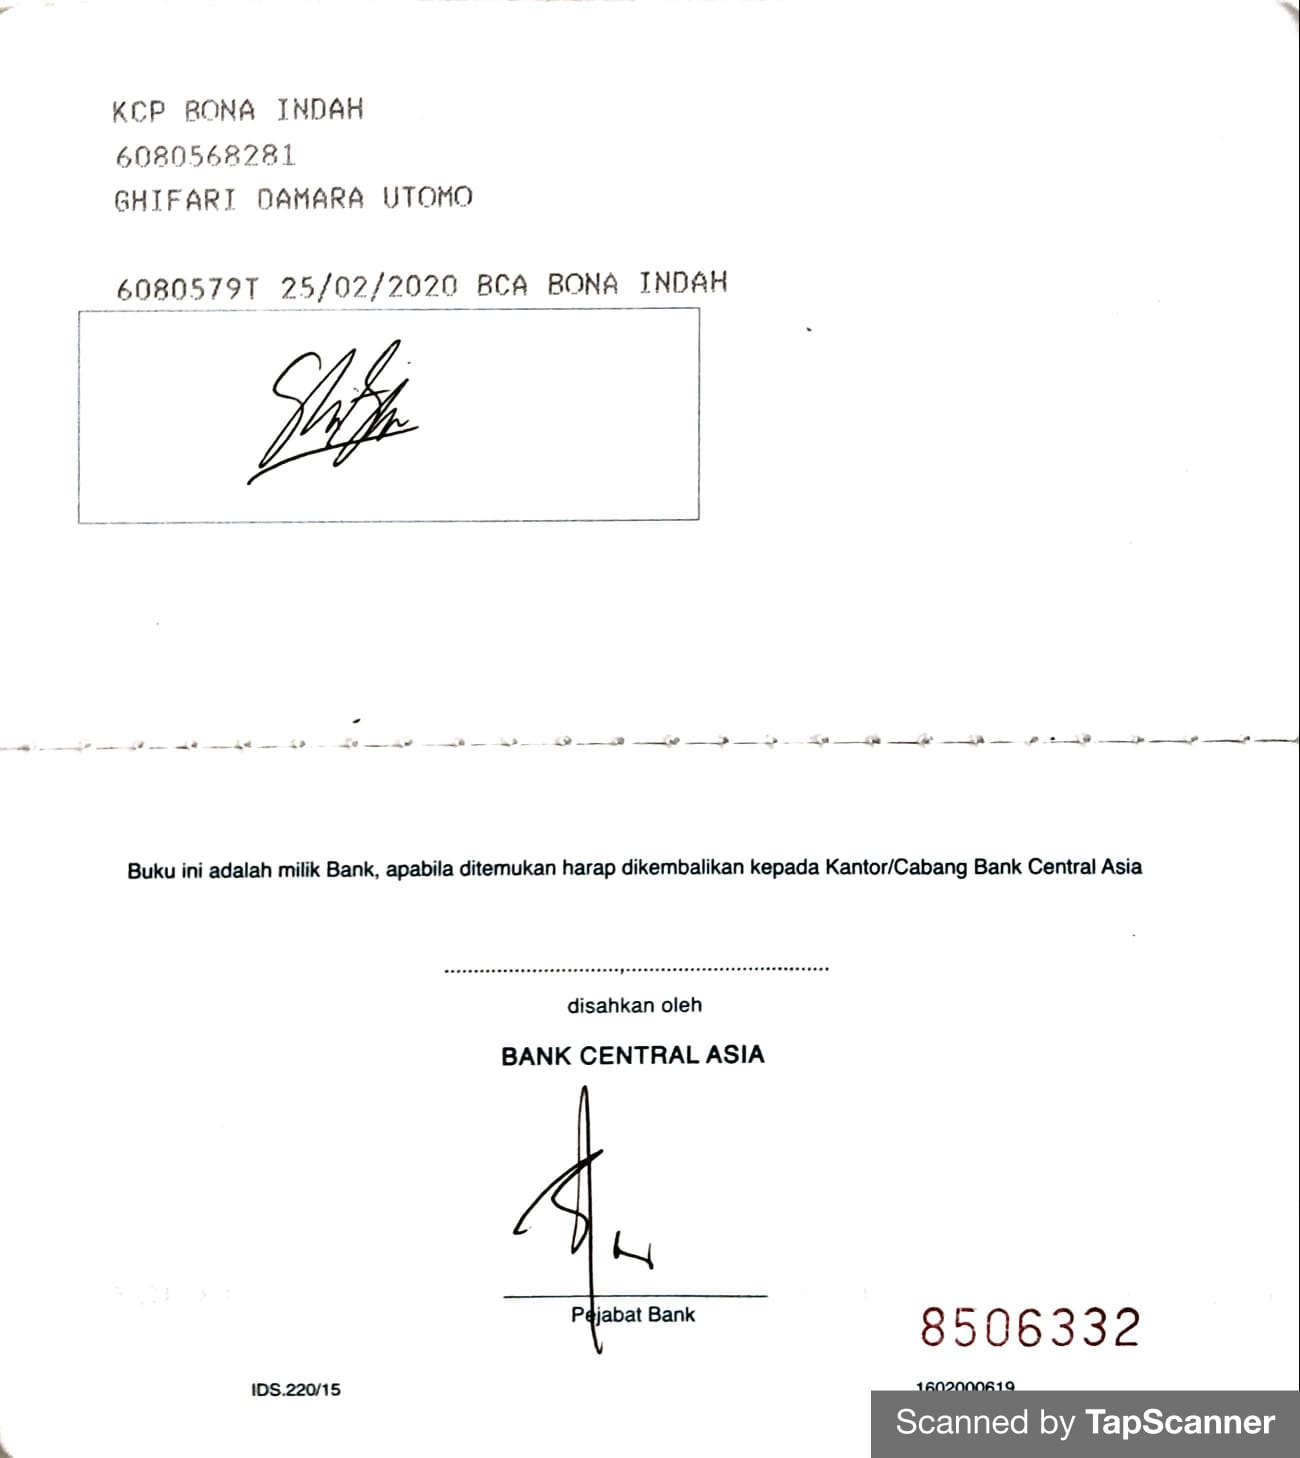 KCP BONA INDAH
6080568281
GHIFARI DAMARA UTOMO
6080579T 25/02/2020 BCA BONA INDAH
Buku ini adalah milik Bank, apabila ditemukan harap dikembalikan kepada Kantor/Cabang Bank Central Asia
..............................,...................................
disahkan oleh
BANK CENTRAL ASIA
Pejabat Bank
8506332
IDS.220/15
1602000619
Scanned by TapScanner